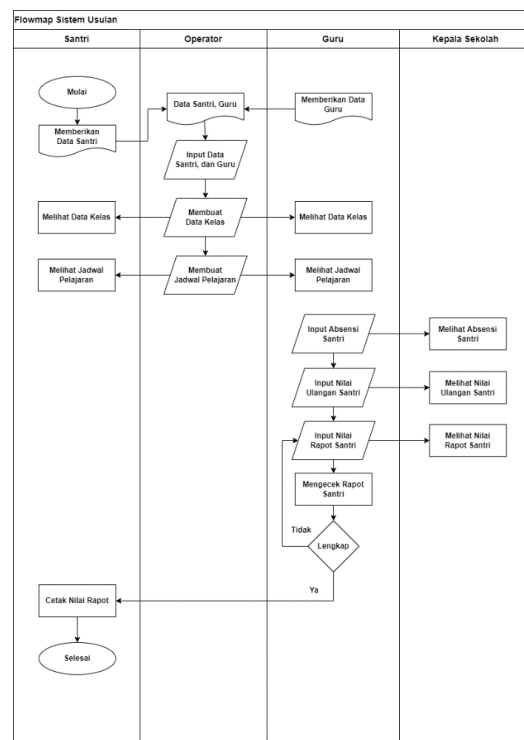 Flowmap Sistem Usulan
Santri
Operator
Guru
Kepala Sekolah
Mulai
Data Santri, Guru
Memberikan Data
Guru
Memberikan
Data Santri
Input Data
Santri, dan Guru
Melihat Data Kelas
Membuat
Data Kelas
Melihat Data Kelas
Melihat Jadwal
Pelajaran
Membuat
Jadwal Pelajaran
Melihat Jadwal
Pelajaran
Input Absensi
Santri
Melihat Absensi
Santri
Input Nilai
Ulangan Santri
Melihat Nilai
Ulangan Santri
Input Nilai
Rapot Santri
Melihat Nilai
Rapot Santri
Mengecek Rapot
Santri
Tidak
Lengkap
Ya
Cetak Nilai Rapot
Selesai